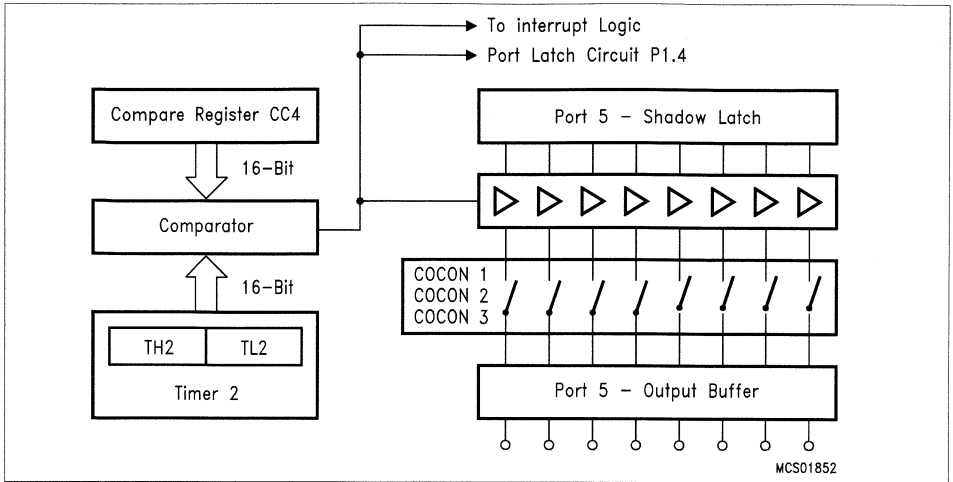 To interrupt Logic
Port Latch Circuit P1.4
Compare Register CC4
16-Bit
Comparator
16-Bit
TH2
TL2
Timer 2
Port 5 - Shadow Latch
COCON 1
COCON 2
COCON 3
Port 5 - Output Buffer
MCS01852